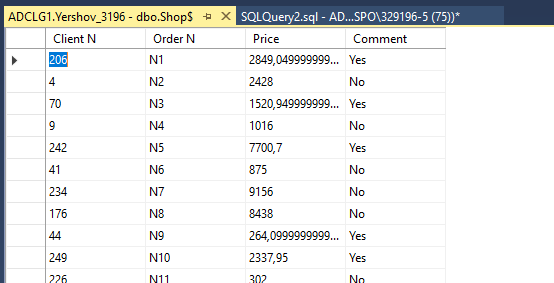 ADCLG1.Yershov_3196 - dbo.Shop$ SQLQuery2.sql - AD...SPO\329196-5 (75))*
Client N Order N Price Comment
206 N1 2849,049999999... Yes
4 N2 2428 No
70 N3 1520,949999999... Yes
9 N4 1016 No
242 N5 7700,7 Yes
41 N6 875 No
234 N7 9156 No
176 N8 8438 No
44 N9 264,0999999999... Yes
249 N10 2337,95 Yes
226 N11 302 No